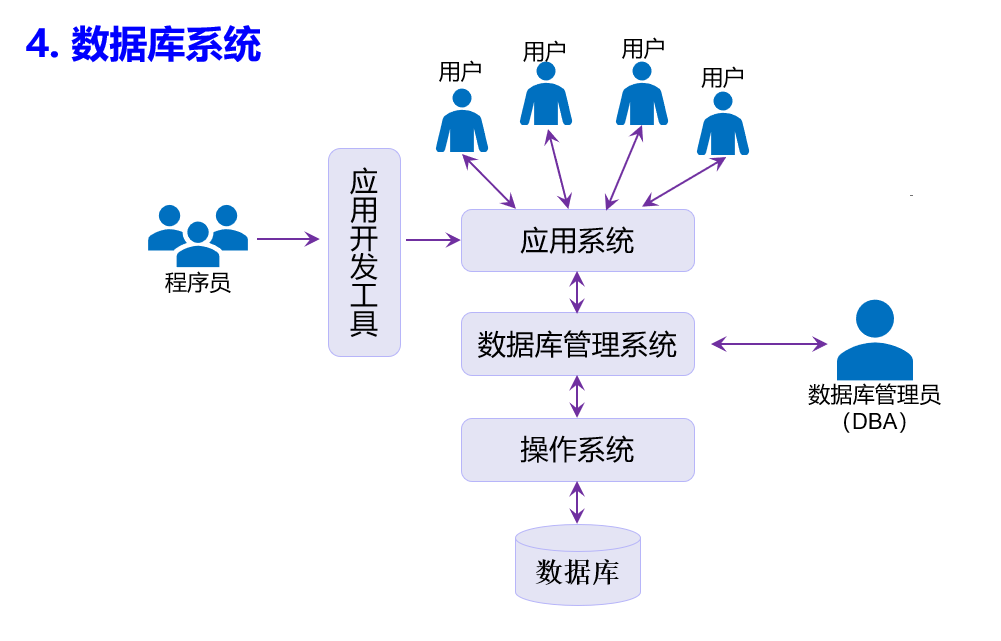 4. 数据库系统
用户
用户
用户
用户
应用开发工具
程序员
应用系统
数据库管理系统
数据库管理员
（DBA）
操作系统
数据库